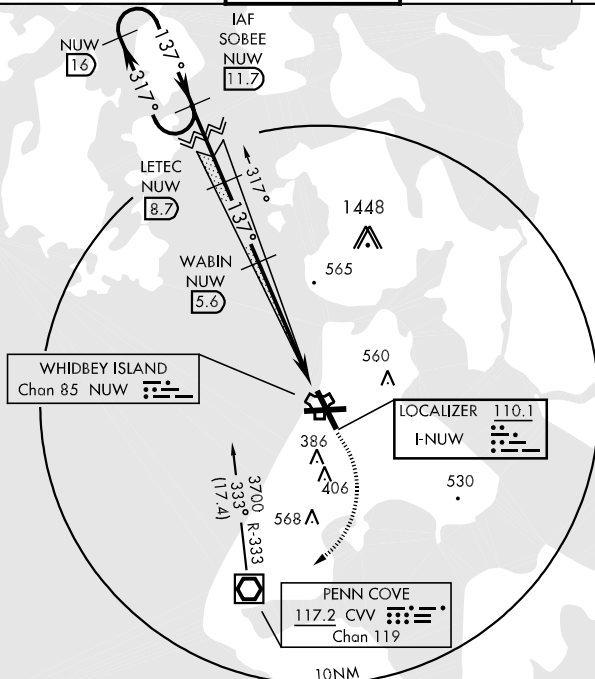 IAF
SOBEE
NUW
11.7
NUW
16
137°
317°
LETEC
NUW
8.7
317°
137°
1448
565
WABIN
NUW
5.6
WHIDBEY ISLAND
Chan 85 NUW
560
LOCALIZER 110.1
I-NUW
386
406
530
568
3700 R-333
333°
(17.4)
PENN COVE
117.2 CVV
Chan 119
10NM